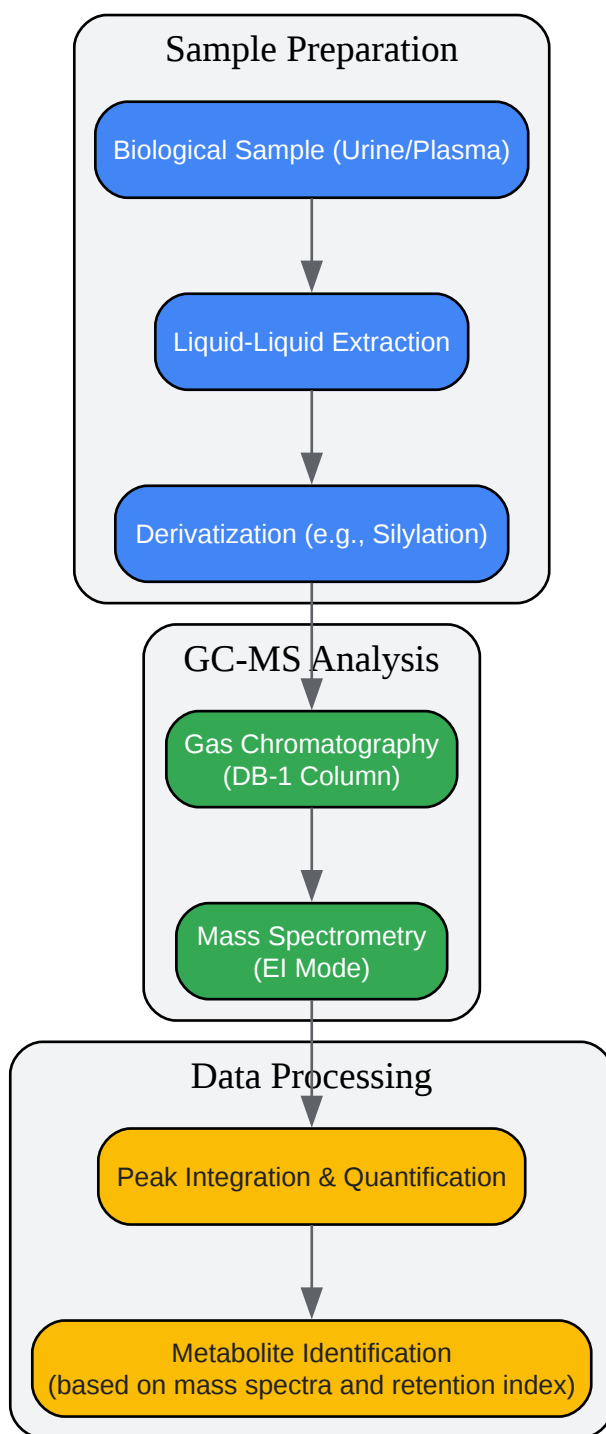 Sample Preparation
Biological Sample (Urine/Plasma)
Liquid-Liquid Extraction
Derivatization (e.g., Silylation)
GC-MS Analysis
Gas Chromatography
(DB-1 Column)
Mass Spectrometry
(EI Mode)
Data Processing
Peak Integration & Quantification
Metabolite Identification
(based on mass spectra and retention index)